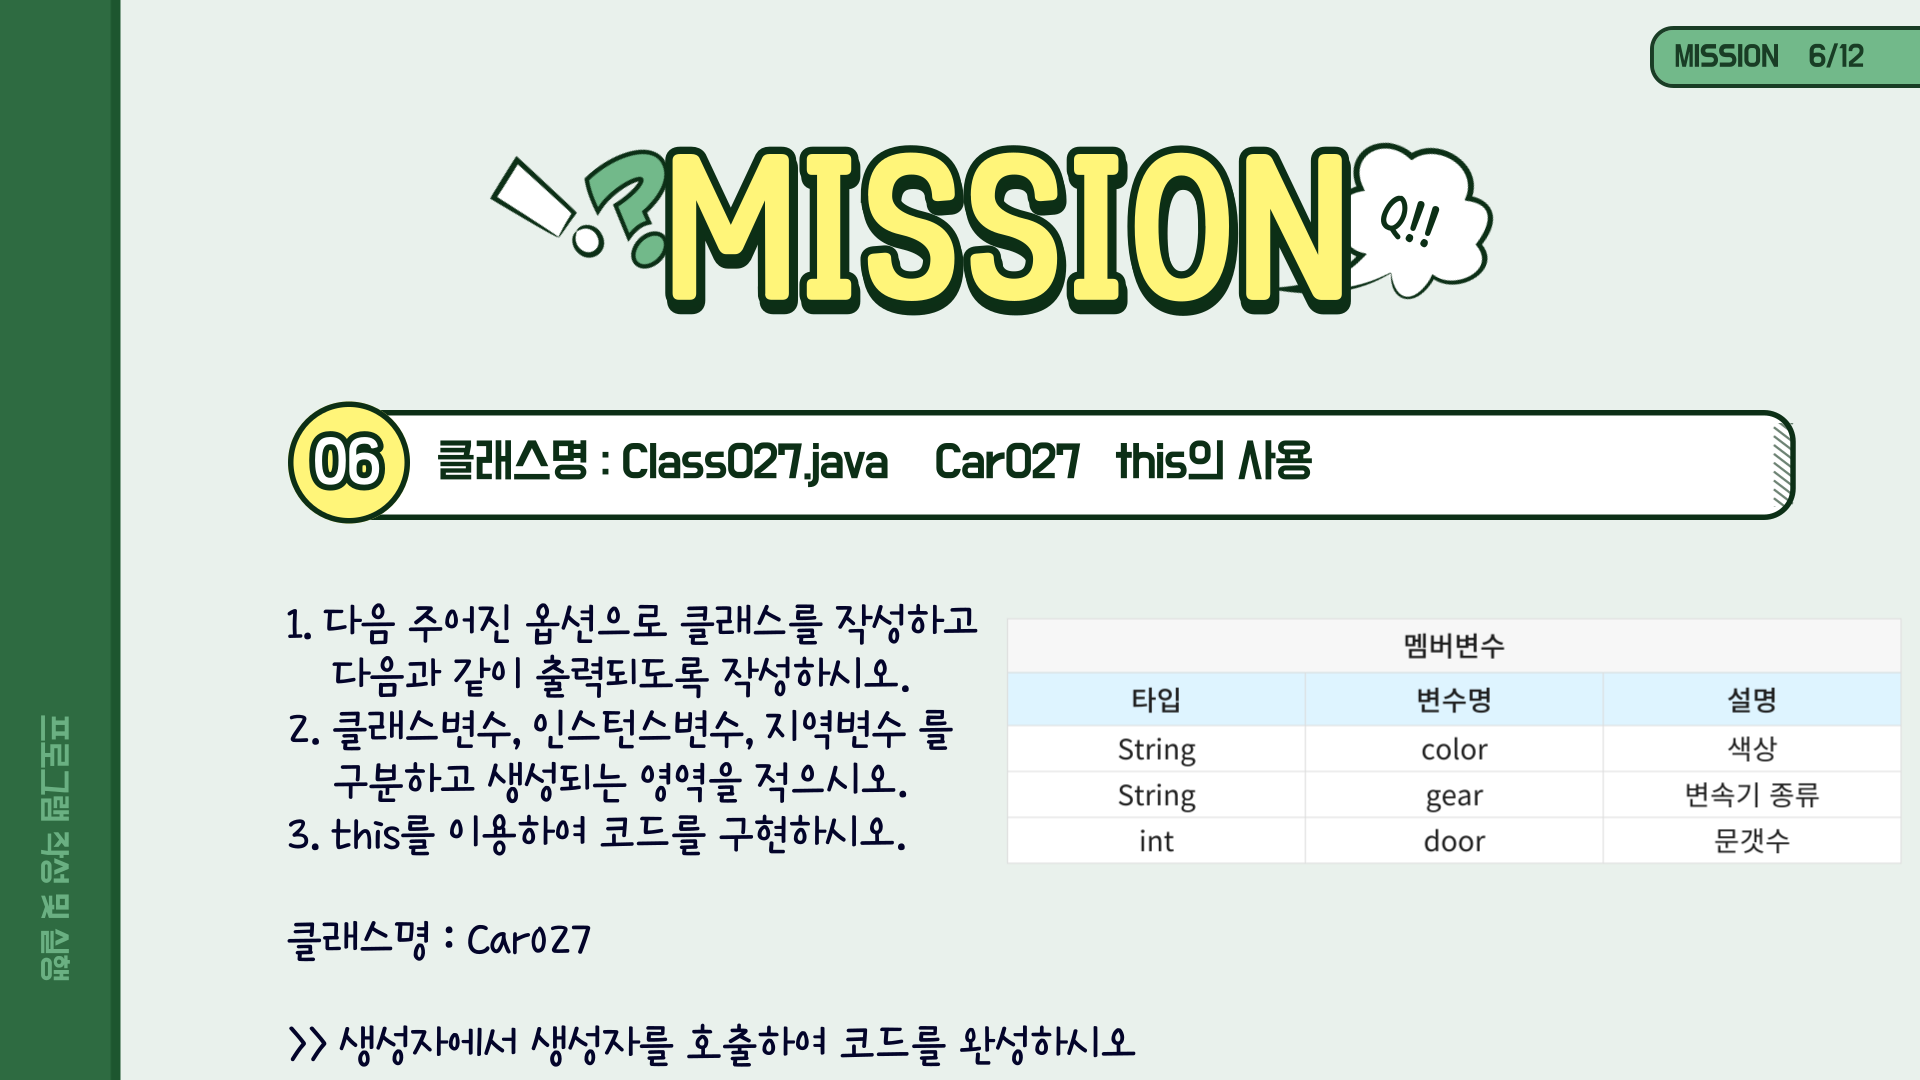 MISSION 6/12
MISSION
Q!!
06 클래스명 : Class027.java Car027 this의 사용
1. 다음 주어진 옵션으로 클래스를 작성하고
다음과 같이 출력되도록 작성하시오.
2. 클래스변수, 인스턴스변수, 지역변수 를
구분하고 생성되는 영역을 적으시오.
3. this를 이용하여 코드를 구현하시오.
클래스명 : Car027
>> 생성자에서 생성자를 호출하여 코드를 완성하시오
멤버변수
타입 변수명 설명
String color 색상
String gear 변속기 종류
int door 문갯수
프로그램 작성 및 실행